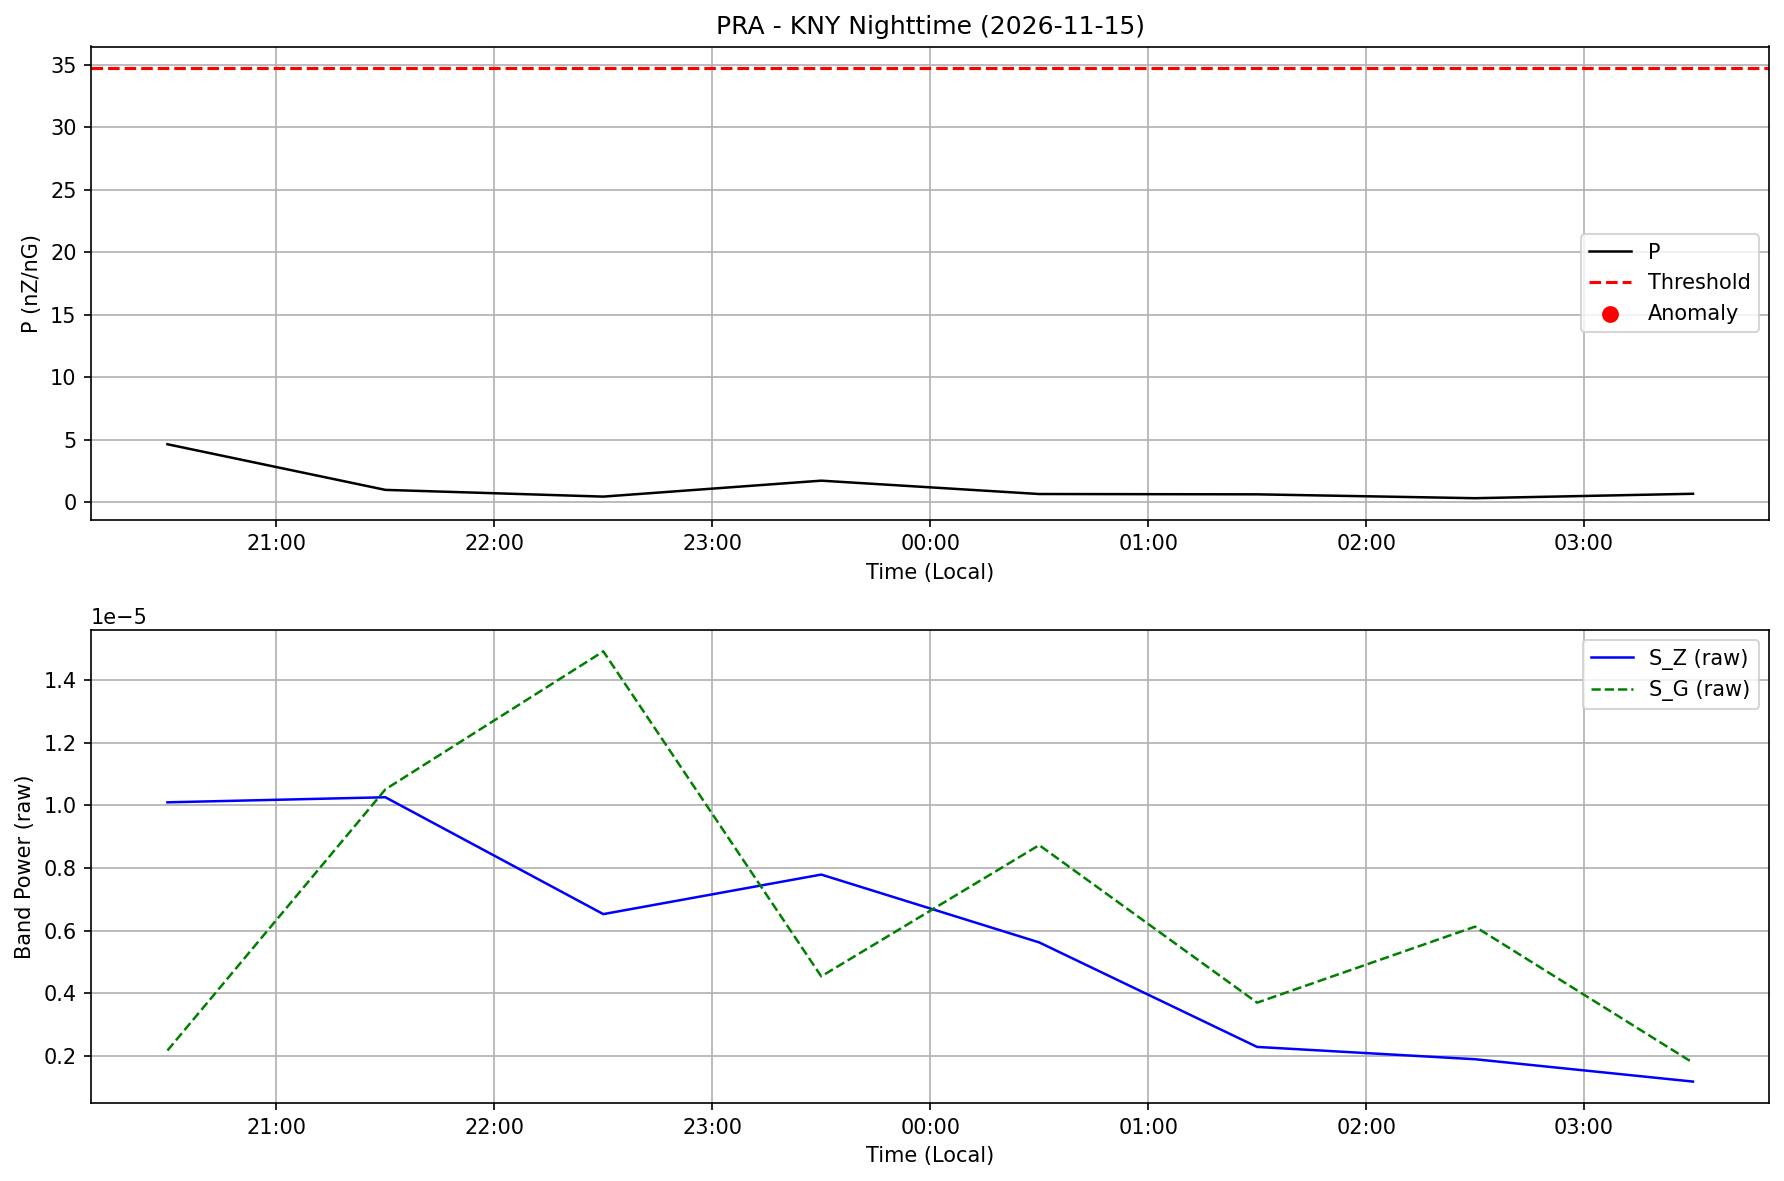 PRA - KNY Nighttime (2026-11-15)
35
30
25
20
15
10
5
0
P (nZ/nG)
P
Threshold
Anomaly
21:00 22:00 23:00 00:00 01:00 02:00 03:00
Time (Local)
1e−5
1.4
1.2
1.0
0.8
0.6
0.4
0.2
Band Power (raw)
S_Z (raw)
S_G (raw)
21:00 22:00 23:00 00:00 01:00 02:00 03:00
Time (Local)